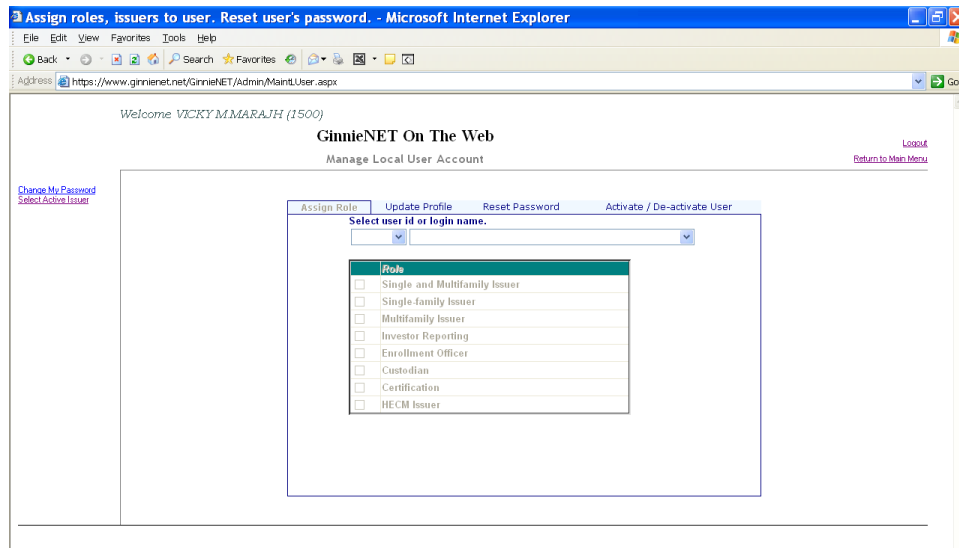 Assign roles, issuers to user. Reset user's password. - Microsoft Internet Explorer
File Edit View Favorites Tools Help
Back Search Favorites
Address https://www.ginnienet.net/GinnieNET/Admin/MaintLUser.aspx Go
Welcome VICKY M.MARAJH (1500)
GinnieNET On The Web
Logout
Manage Local User Account
Return to Main Menu
Change My Password
Select Active Issuer
Assign Role Update Profile Reset Password Activate / De-activate User
Select user id or login name.
Role
Single and Multifamily Issuer
Single-family Issuer
Multifamily Issuer
Investor Reporting
Enrollment Officer
Custodian
Certification
HECM Issuer